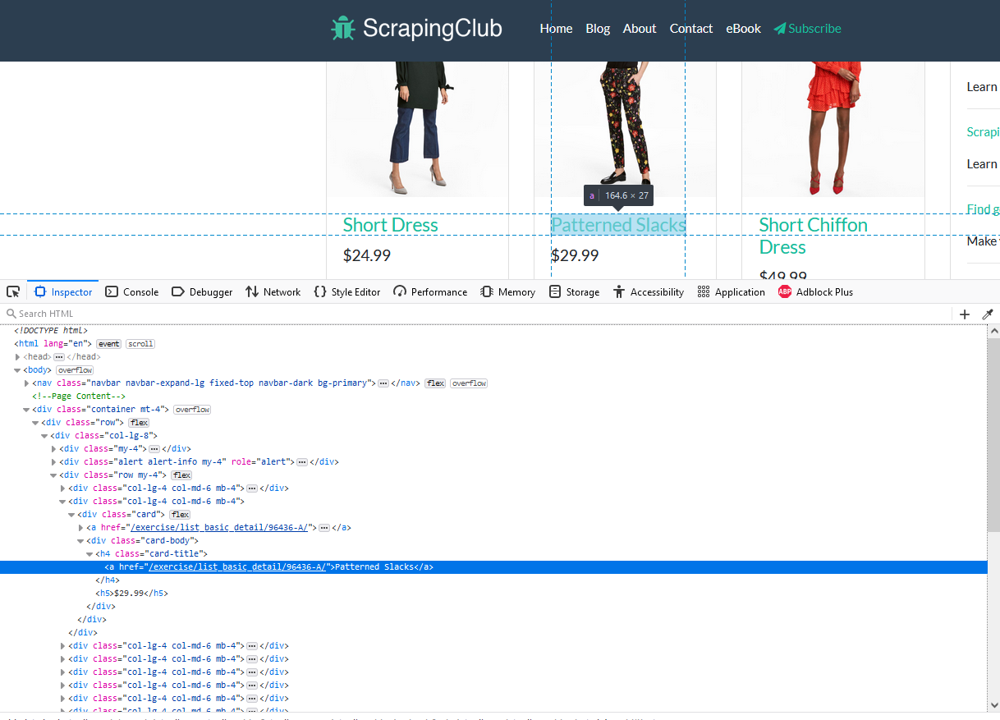 ScrapingClub Home Blog About Contact eBook Subscribe
Learn
Scrapi
Learn
a 164.6 × 27
Find g
Short Dress Patterned Slacks Short Chiffon
Dress
Make
$24.99 $29.99
$49.99
Inspector Console Debugger Network Style Editor Performance Memory Storage Accessibility Application ABP Adblock Plus
Search HTML
<!DOCTYPE html>
<html lang="en"> event scroll
<head> ··· </head>
<body> overflow
<nav class="navbar navbar-expand-lg fixed-top navbar-dark bg-primary"> ··· </nav> flex overflow
<!--Page Content-->
<div class="container mt-4"> overflow
<div class="row"> flex
<div class="col-lg-8">
<div class="my-4"> ··· </div>
<div class="alert alert-info my-4" role="alert"> ··· </div>
<div class="row my-4"> flex
<div class="col-lg-4 col-md-6 mb-4"> ··· </div>
<div class="col-lg-4 col-md-6 mb-4">
<div class="card"> flex
<a href="/exercise/list_basic_detail/96436-A/"> ··· </a>
<div class="card-body">
<h4 class="card-title">
<a href="/exercise/list_basic_detail/96436-A/">Patterned Slacks</a>
</h4>
<h5>$29.99</h5>
</div>
</div>
</div>
<div class="col-lg-4 col-md-6 mb-4"> ··· </div>
<div class="col-lg-4 col-md-6 mb-4"> ··· </div>
<div class="col-lg-4 col-md-6 mb-4"> ··· </div>
<div class="col-lg-4 col-md-6 mb-4"> ··· </div>
<div class="col-lg-4 col-md-6 mb-4"> ··· </div>
<div class="col-lg-4 col-md-6 mb-4"> ··· </div>